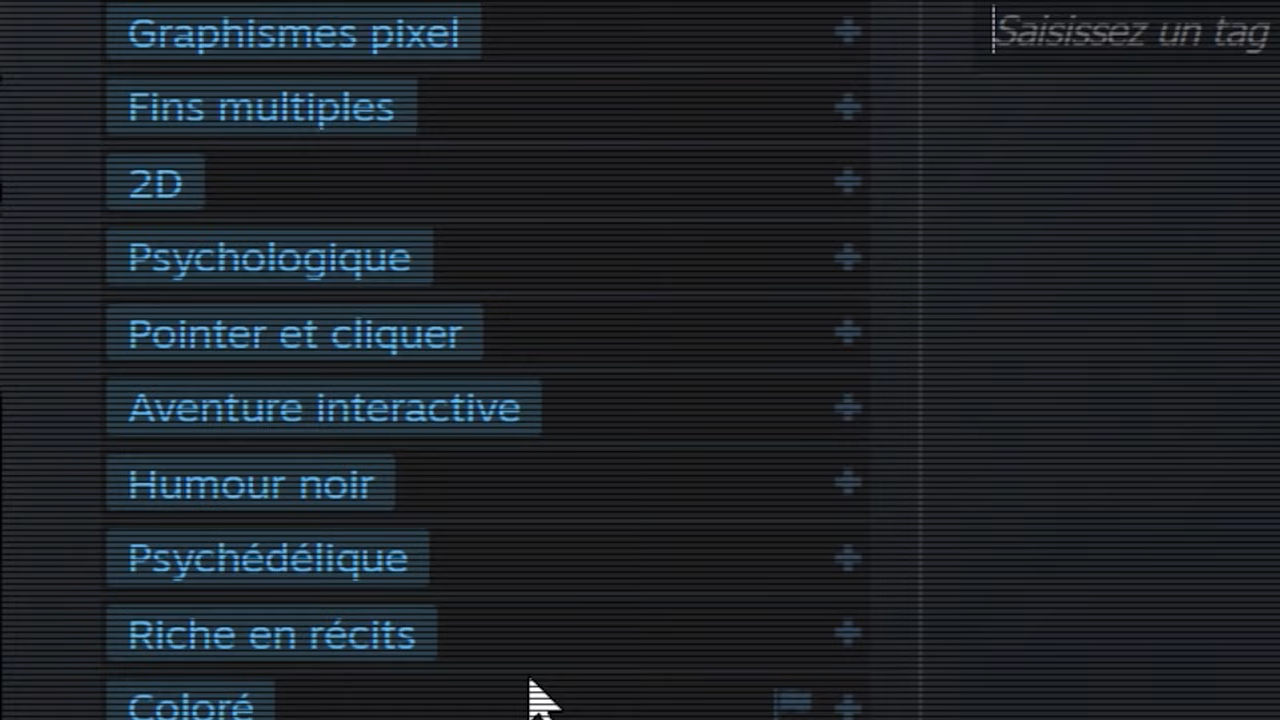 Graphismes pixel
Saisissez un tag
Fins multiples
2D
Psychologique
Pointer et cliquer
Aventure interactive
Humour noir
Psychédélique
Riche en récits
Coloré